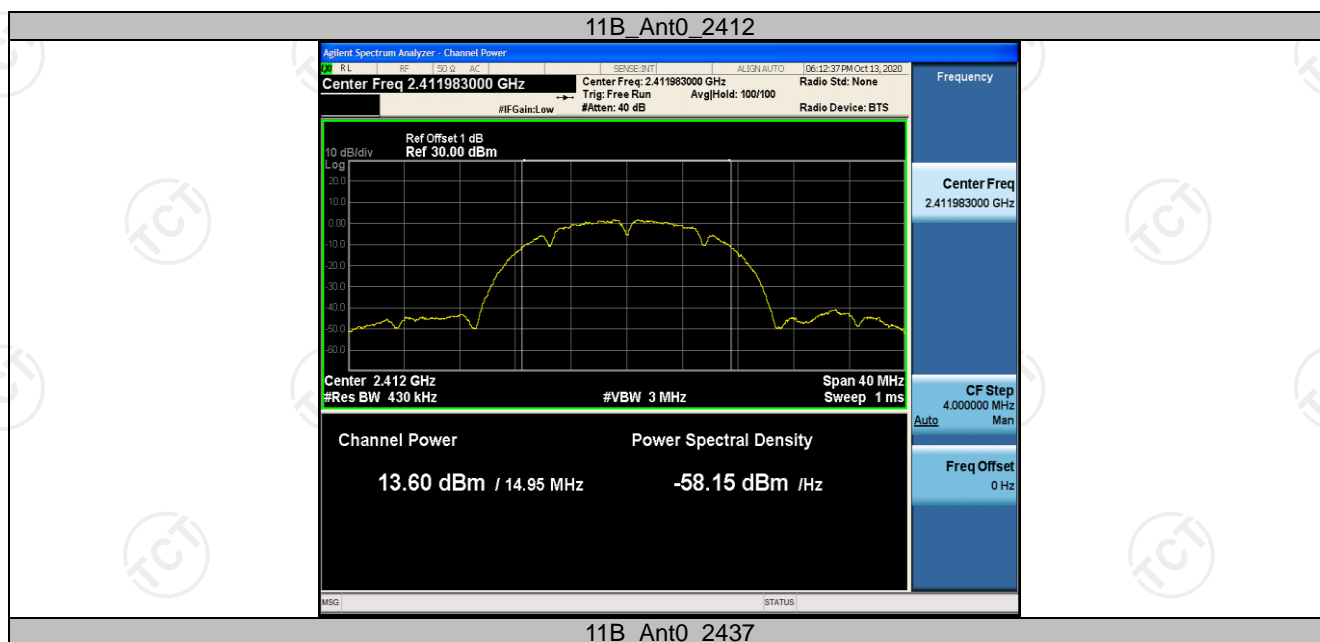 11B_Ant0_2412
Agilent Spectrum Analyzer - Channel Power
RL RF 50 Ω AC SENSE:INT ALIGN AUTO 06:12:37 PM Oct 13, 2020
Center Freq 2.411983000 GHz
Center Freq: 2.411983000 GHz Radio Std: None
Trig: Free Run Avg|Hold: 100/100
#IFGain:Low #Atten: 40 dB Radio Device: BTS
Frequency
Ref Offset 1 dB
10 dB/div Ref 30.00 dBm
Log
20.0
10.0
0.00
-10.0
-20.0
-30.0
-40.0
-50.0
-60.0
Center 2.412 GHz Span 40 MHz
#Res BW 430 kHz #VBW 3 MHz Sweep 1 ms
Channel Power Power Spectral Density
13.60 dBm / 14.95 MHz -58.15 dBm /Hz
Center Freq
2.411983000 GHz
CF Step
4.000000 MHz
Auto Man
Freq Offset
0 Hz
MSG STATUS
11B_Ant0_2437
TCT
TCT
TCT
TCT